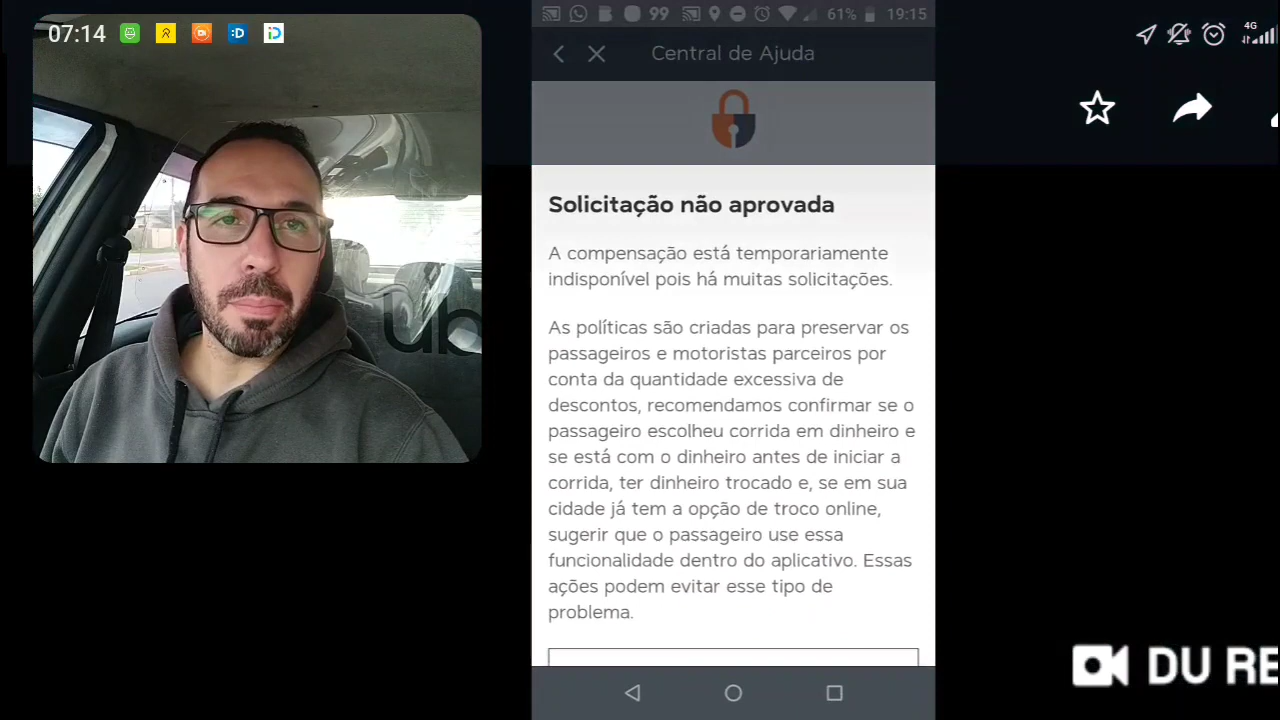 07:14
:D
iD
99
61%
19:15
4G
Central de Ajuda
Solicitação não aprovada
A compensação está temporariamente
indisponível pois há muitas solicitações.
As políticas são criadas para preservar os
passageiros e motoristas parceiros por
conta da quantidade excessiva de
descontos, recomendamos confirmar se o
passageiro escolheu corrida em dinheiro e
se está com o dinheiro antes de iniciar a
corrida, ter dinheiro trocado e, se em sua
cidade já tem a opção de troco online,
sugerir que o passageiro use essa
funcionalidade dentro do aplicativo. Essas
ações podem evitar esse tipo de
problema.
Ub
DU RE